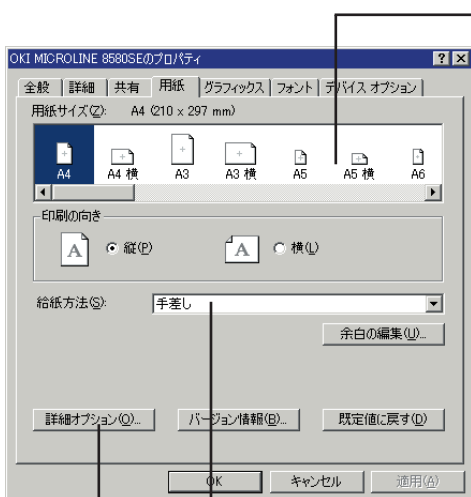 OKI MICROLINE 8580SEのプロパティ
全般 詳細 共有 用紙 グラフィックス フォント デバイス オプション
用紙サイズ(Z): A4 (210 x 297 mm)
A4 A4 横 A3 A3 横 A5 A5 横 A6
印刷の向き
A 縦(P) A 横(L)
給紙方法(S): 手差し
余白の編集(U)...
詳細オプション(O)... バージョン情報(B)... 既定値に戻す(D)
OK キャンセル 適用(A)